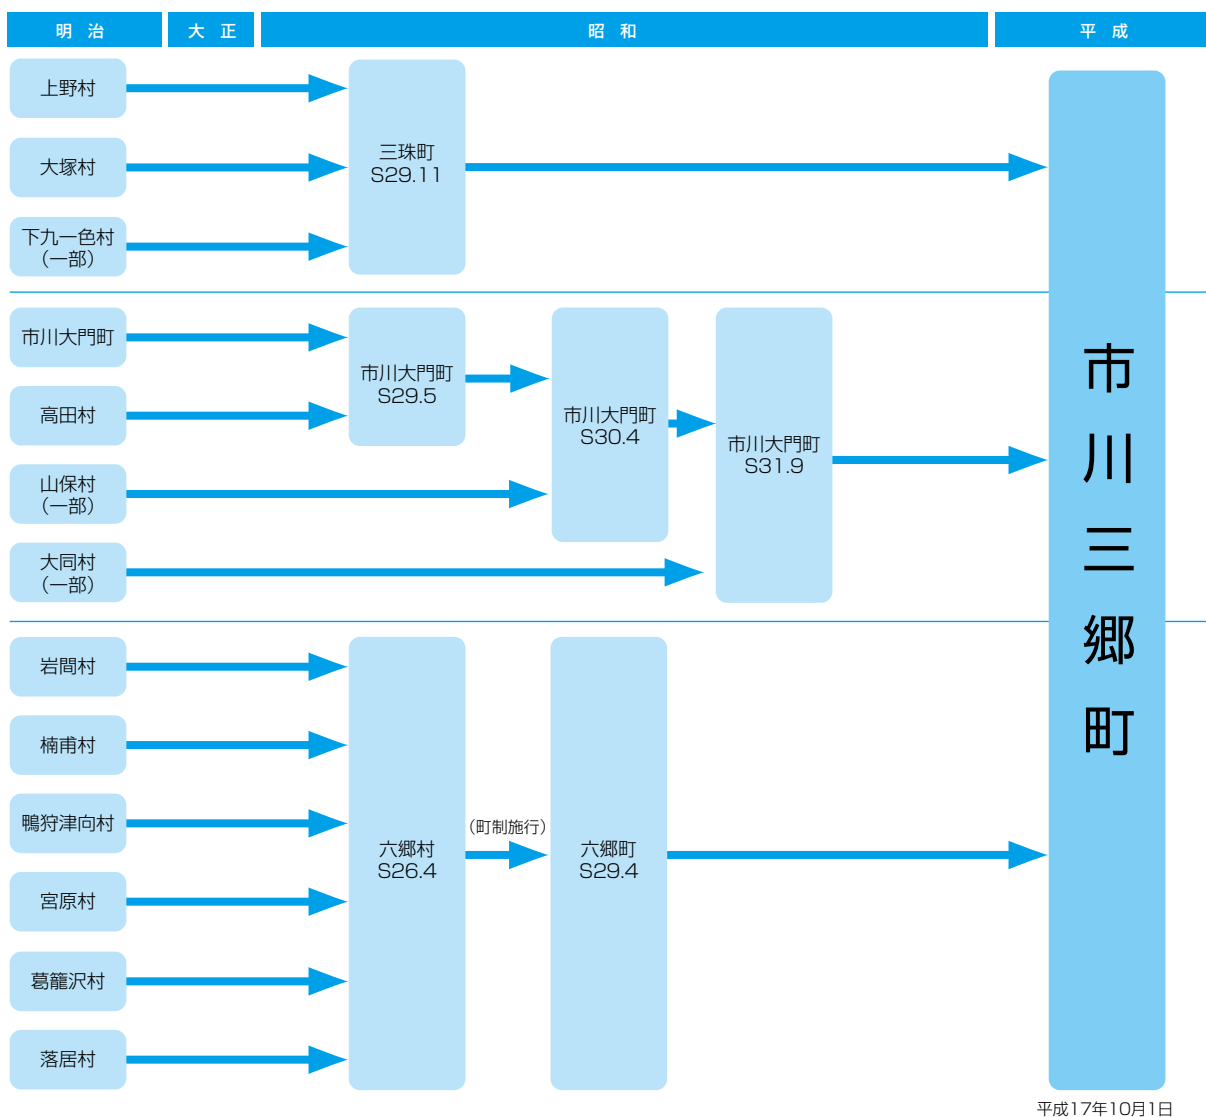 明 治
大 正
昭 和
平 成
上野村
大塚村
下九一色村
（一部）
三珠町
S29.11
市川大門町
高田村
山保村
（一部）
大同村
（一部）
市川大門町
S29.5
市川大門町
S30.4
市川大門町
S31.9
岩間村
楠甫村
鴨狩津向村
宮原村
葛籠沢村
落居村
六郷村
S26.4
（町制施行）
六郷町
S29.4
市川三郷町
平成17年10月1日